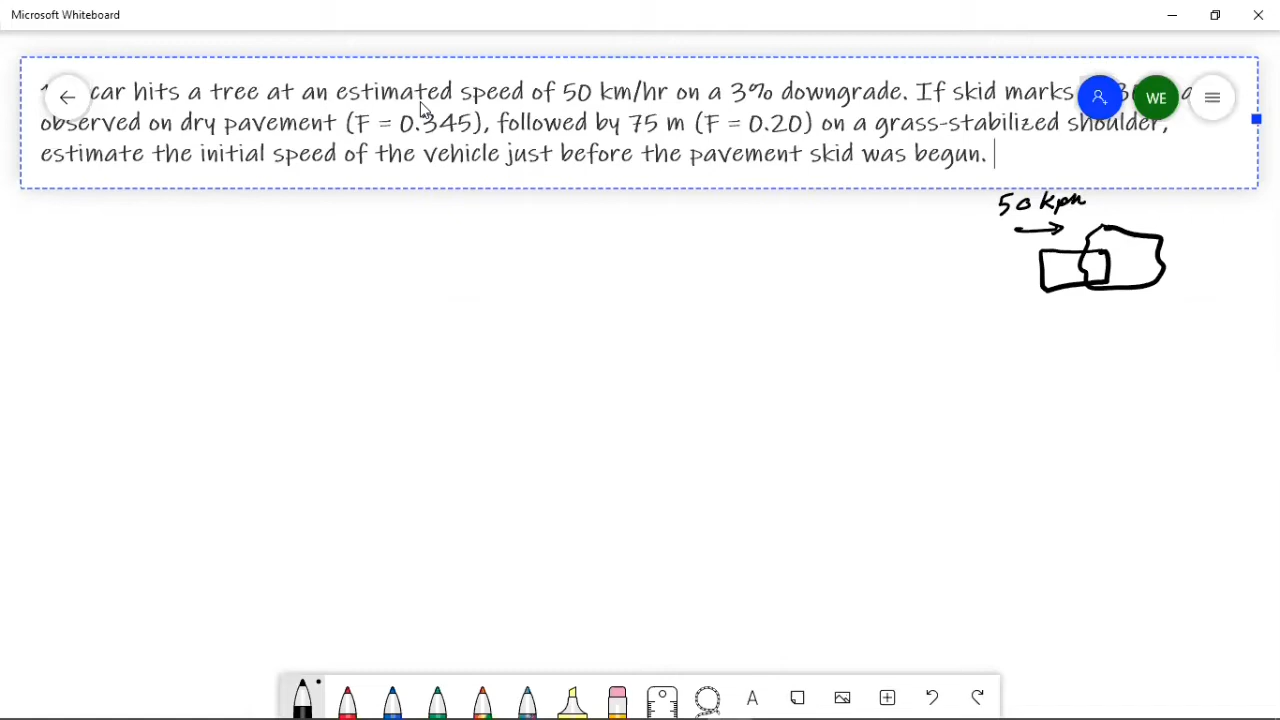 Microsoft Whiteboard
car hits a tree at an estimated speed of 50 km/hr on a 3% downgrade. If skid marks
observed on dry pavement (F = 0.345), followed by 75 m (F = 0.20) on a grass-stabilized shoulder,
estimate the initial speed of the vehicle just before the pavement skid was begun.
WE
50 kph
A